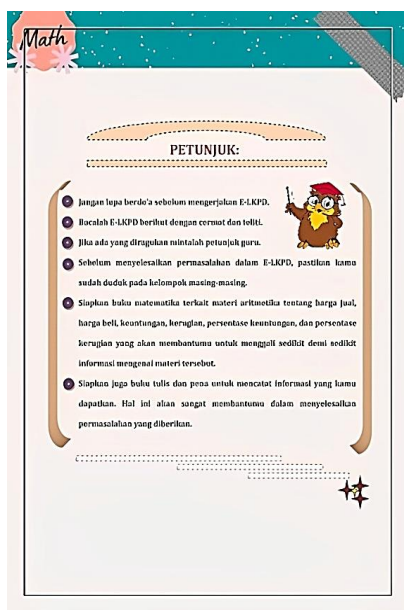 Math
PETUNJUK:
Jangan lupa berdo'a sebelum mengerjakan E-LKPD.
Bacalah E-LKPD berikut dengan cermat dan teliti.
Jika ada yang diragukan mintalah petunjuk guru.
Sebelum menyelesaikan permasalahan dalam E-LKPD, pastikan kamu
sudah duduk pada kelompok masing-masing.
Siapkan buku matematika terkait materi aritmetika tentang harga jual,
harga beli, keuntungan, kerugian, persentase keuntungan, dan persentase
kerugian yang akan membantumu untuk menggali sedikit demi sedikit
informasi mengenai materi tersebut.
Siapkan juga buku tulis dan pena untuk mencatat informasi yang kamu
dapatkan. Hal ini akan sangat membantumu dalam menyelesaikan
permasalahan yang diberikan.